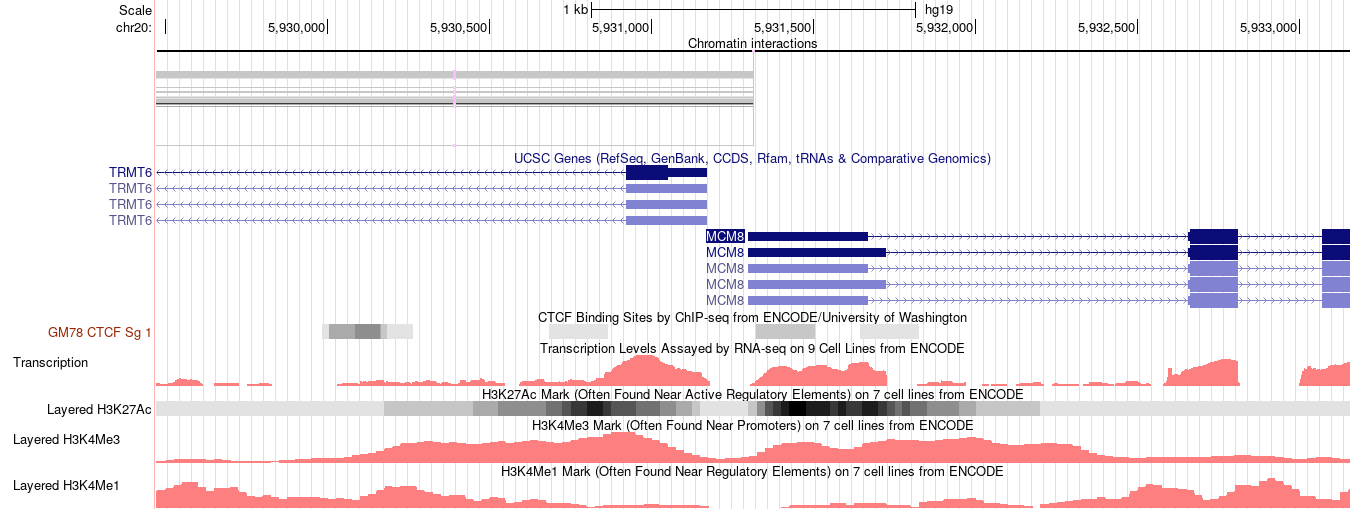 Scale 1 kb hg19
chr20: 5,930,000 5,930,500 5,931,000 5,931,500 5,932,000 5,932,500 5,933,000
Chromatin interactions
UCSC Genes (RefSeq, GenBank, CCDS, Rfam, tRNAs & Comparative Genomics)
TRMT6
TRMT6
TRMT6
TRMT6
MCM8
MCM8
MCM8
MCM8
MCM8
CTCF Binding Sites by ChIP-seq from ENCODE/University of Washington
GM78 CTCF Sg 1
Transcription Levels Assayed by RNA-seq on 9 Cell Lines from ENCODE
Transcription
H3K27Ac Mark (Often Found Near Active Regulatory Elements) on 7 cell lines from ENCODE
Layered H3K27Ac
H3K4Me3 Mark (Often Found Near Promoters) on 7 cell lines from ENCODE
Layered H3K4Me3
H3K4Me1 Mark (Often Found Near Regulatory Elements) on 7 cell lines from ENCODE
Layered H3K4Me1